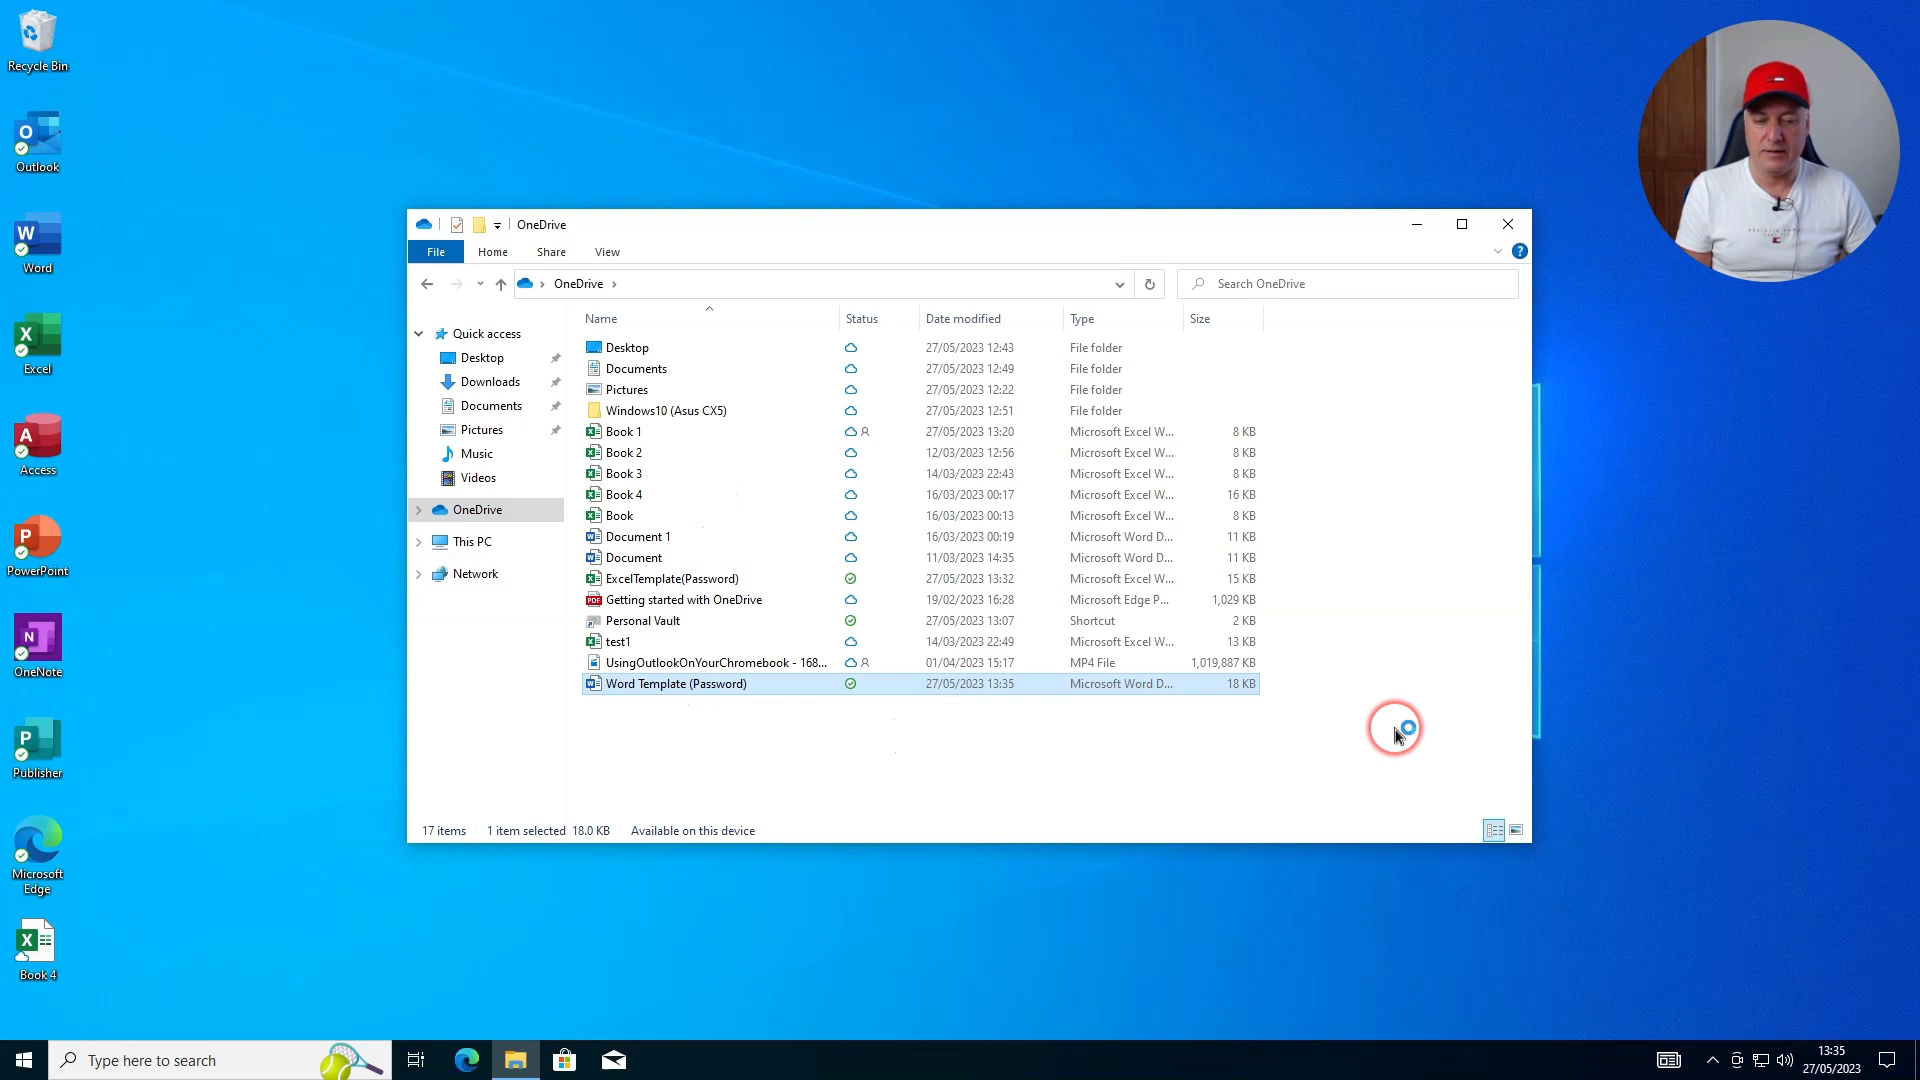 Recycle Bin
Outlook
Word
Excel
Access
PowerPoint
OneNote
Publisher
Microsoft
Edge
Book 4
OneDrive
File Home Share View
OneDrive
Search OneDrive
Quick access
Desktop
Downloads
Documents
Pictures
Music
Videos
OneDrive
This PC
Network
Name Status Date modified Type Size
Desktop 27/05/2023 12:43 File folder
Documents 27/05/2023 12:49 File folder
Pictures 27/05/2023 12:22 File folder
Windows10 (Asus CX5) 27/05/2023 12:51 File folder
Book 1 27/05/2023 13:20 Microsoft Excel W... 8 KB
Book 2 12/03/2023 12:56 Microsoft Excel W... 8 KB
Book 3 14/03/2023 22:43 Microsoft Excel W... 8 KB
Book 4 16/03/2023 00:17 Microsoft Excel W... 16 KB
Book 16/03/2023 00:13 Microsoft Excel W... 8 KB
Document 1 16/03/2023 00:19 Microsoft Word D... 11 KB
Document 11/03/2023 14:35 Microsoft Word D... 11 KB
ExcelTemplate(Password) 27/05/2023 13:32 Microsoft Excel W... 15 KB
Getting started with OneDrive 19/02/2023 16:28 Microsoft Edge P... 1,029 KB
Personal Vault 27/05/2023 13:07 Shortcut 2 KB
test1 14/03/2023 22:49 Microsoft Excel W... 13 KB
UsingOutlookOnYourChromebook - 168... 01/04/2023 15:17 MP4 File 1,019,887 KB
Word Template (Password) 27/05/2023 13:35 Microsoft Word D... 18 KB
17 items 1 item selected 18.0 KB Available on this device
Type here to search
13:35
27/05/2023